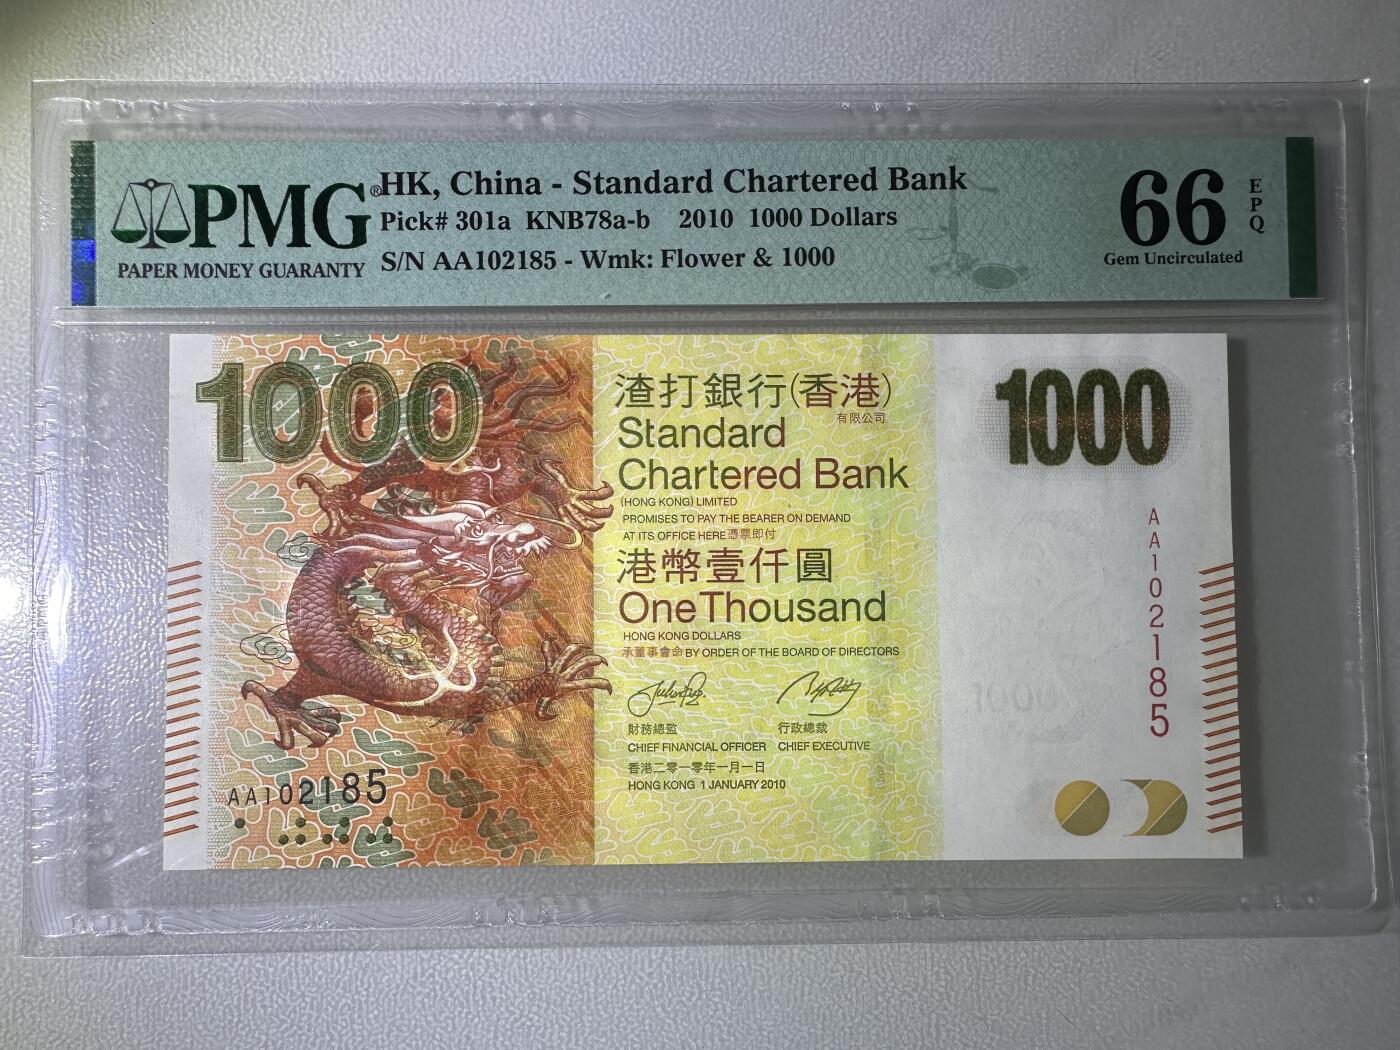 PMG®
PAPER MONEY GUARANTY
HK, China - Standard Chartered Bank
Pick# 301a KNB78a-b 2010 1000 Dollars
S/N AA102185 - Wmk: Flower & 1000
66
EPQ
Gem Uncirculated
1000
渣打銀行(香港)
有限公司
Standard
Chartered Bank
(HONG KONG) LIMITED
PROMISES TO PAY THE BEARER ON DEMAND
AT ITS OFFICE HERE憑票即付
港幣壹仟圓
One Thousand
HONG KONG DOLLARS
承董事會命 BY ORDER OF THE BOARD OF DIRECTORS
財務總監
CHIEF FINANCIAL OFFICER
行政總裁
CHIEF EXECUTIVE
香港二零一零年一月一日
HONG KONG 1 JANUARY 2010
AA102185
1000
AA102185
1000